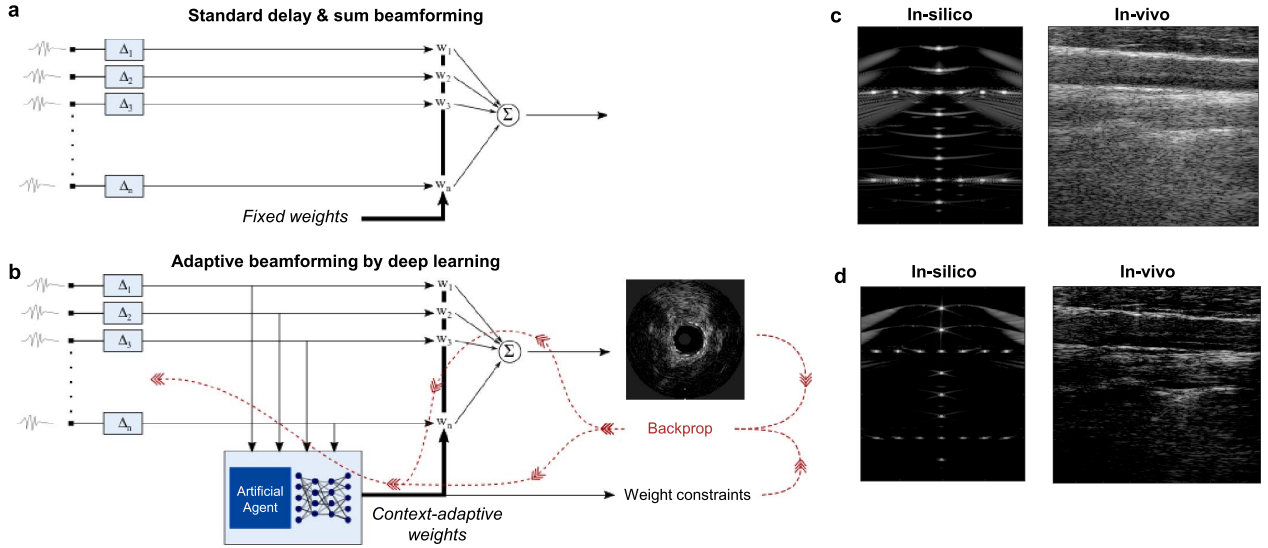 a
Standard delay & sum beamforming
Δ1
Δ2
Δ3
Δn
w1
w2
w3
wn
Σ
Fixed weights
b
Adaptive beamforming by deep learning
Δ1
Δ2
Δ3
Δn
w1
w2
w3
wn
Σ
Backprop
Artificial
Agent
Weight constraints
Context-adaptive
weights
c
In-silico
In-vivo
d
In-silico
In-vivo